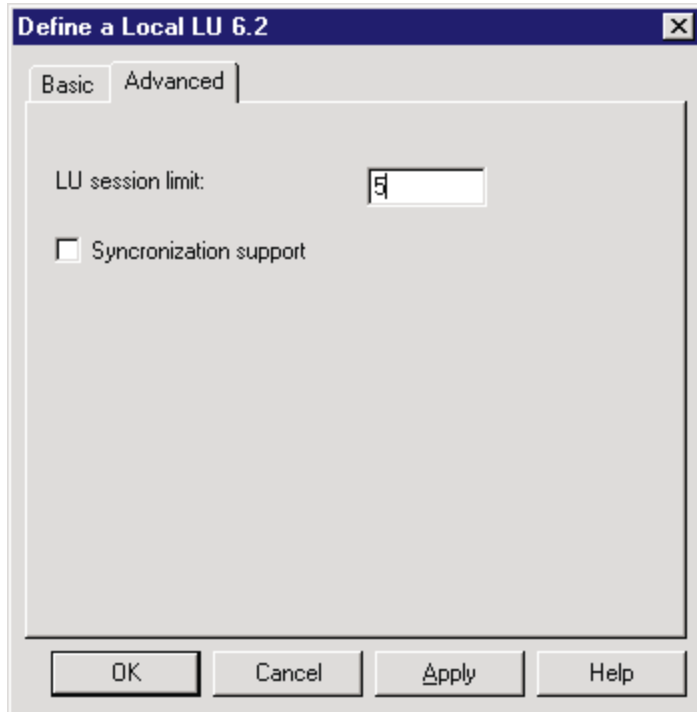 Define a Local LU 6.2
Basic Advanced
LU session limit: 5
Syncronization support
OK Cancel Apply Help